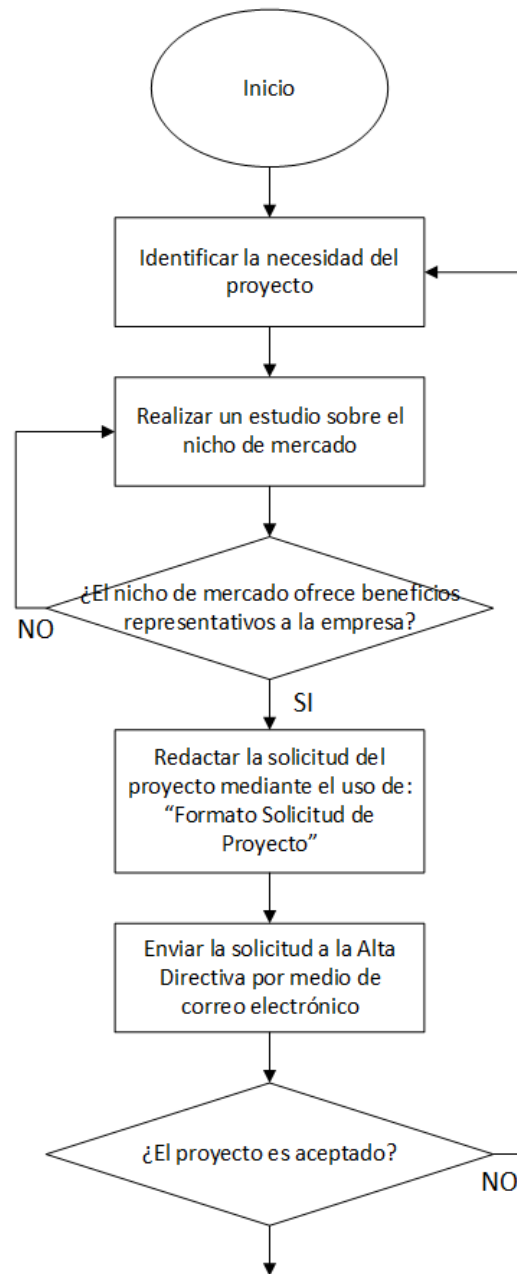 Inicio
Identificar la necesidad del
proyecto
Realizar un estudio sobre el
nicho de mercado
¿El nicho de mercado ofrece beneficios
representativos a la empresa?
NO
SI
Redactar la solicitud del
proyecto mediante el uso de:
“Formato Solicitud de
Proyecto”
Enviar la solicitud a la Alta
Directiva por medio de
correo electrónico
¿El proyecto es aceptado?
NO